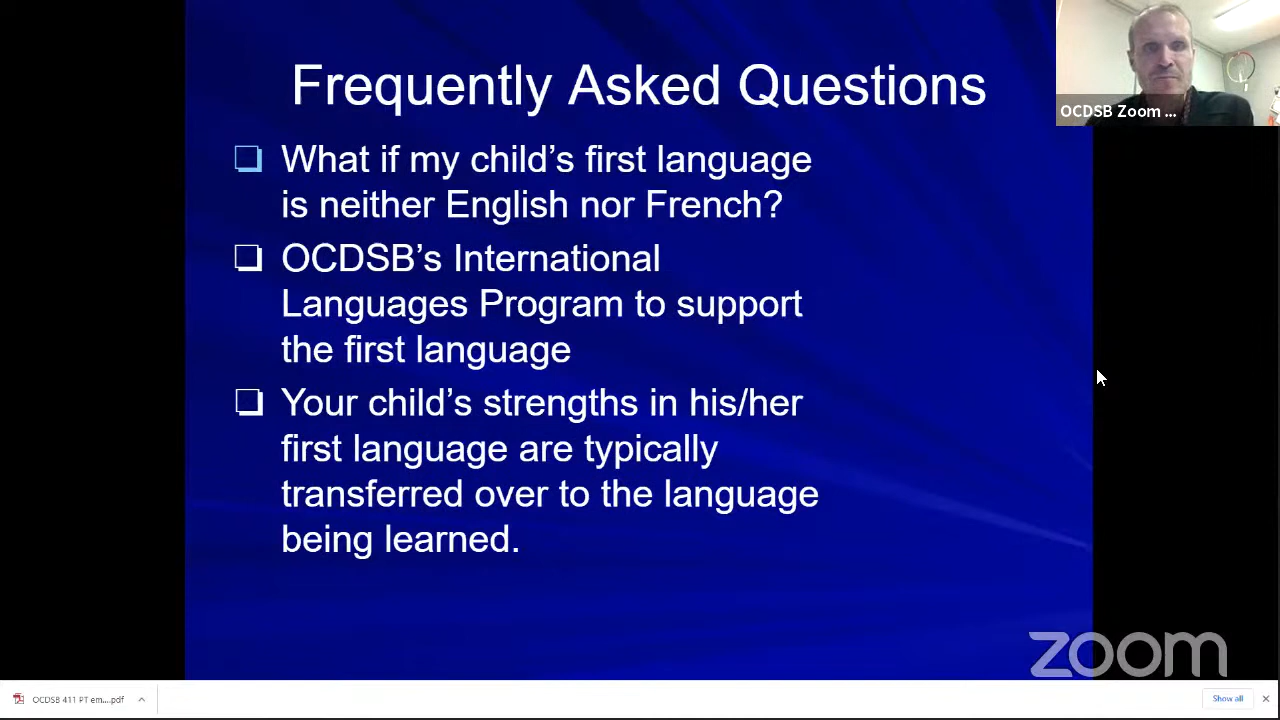 Frequently Asked Questions
What if my child’s first language
is neither English nor French?
OCDSB’s International
Languages Program to support
the first language
Your child’s strengths in his/her
first language are typically
transferred over to the language
being learned.
OCDSB Zoom ...
zoom
OCDSB 411 PT em....pdf
Show all